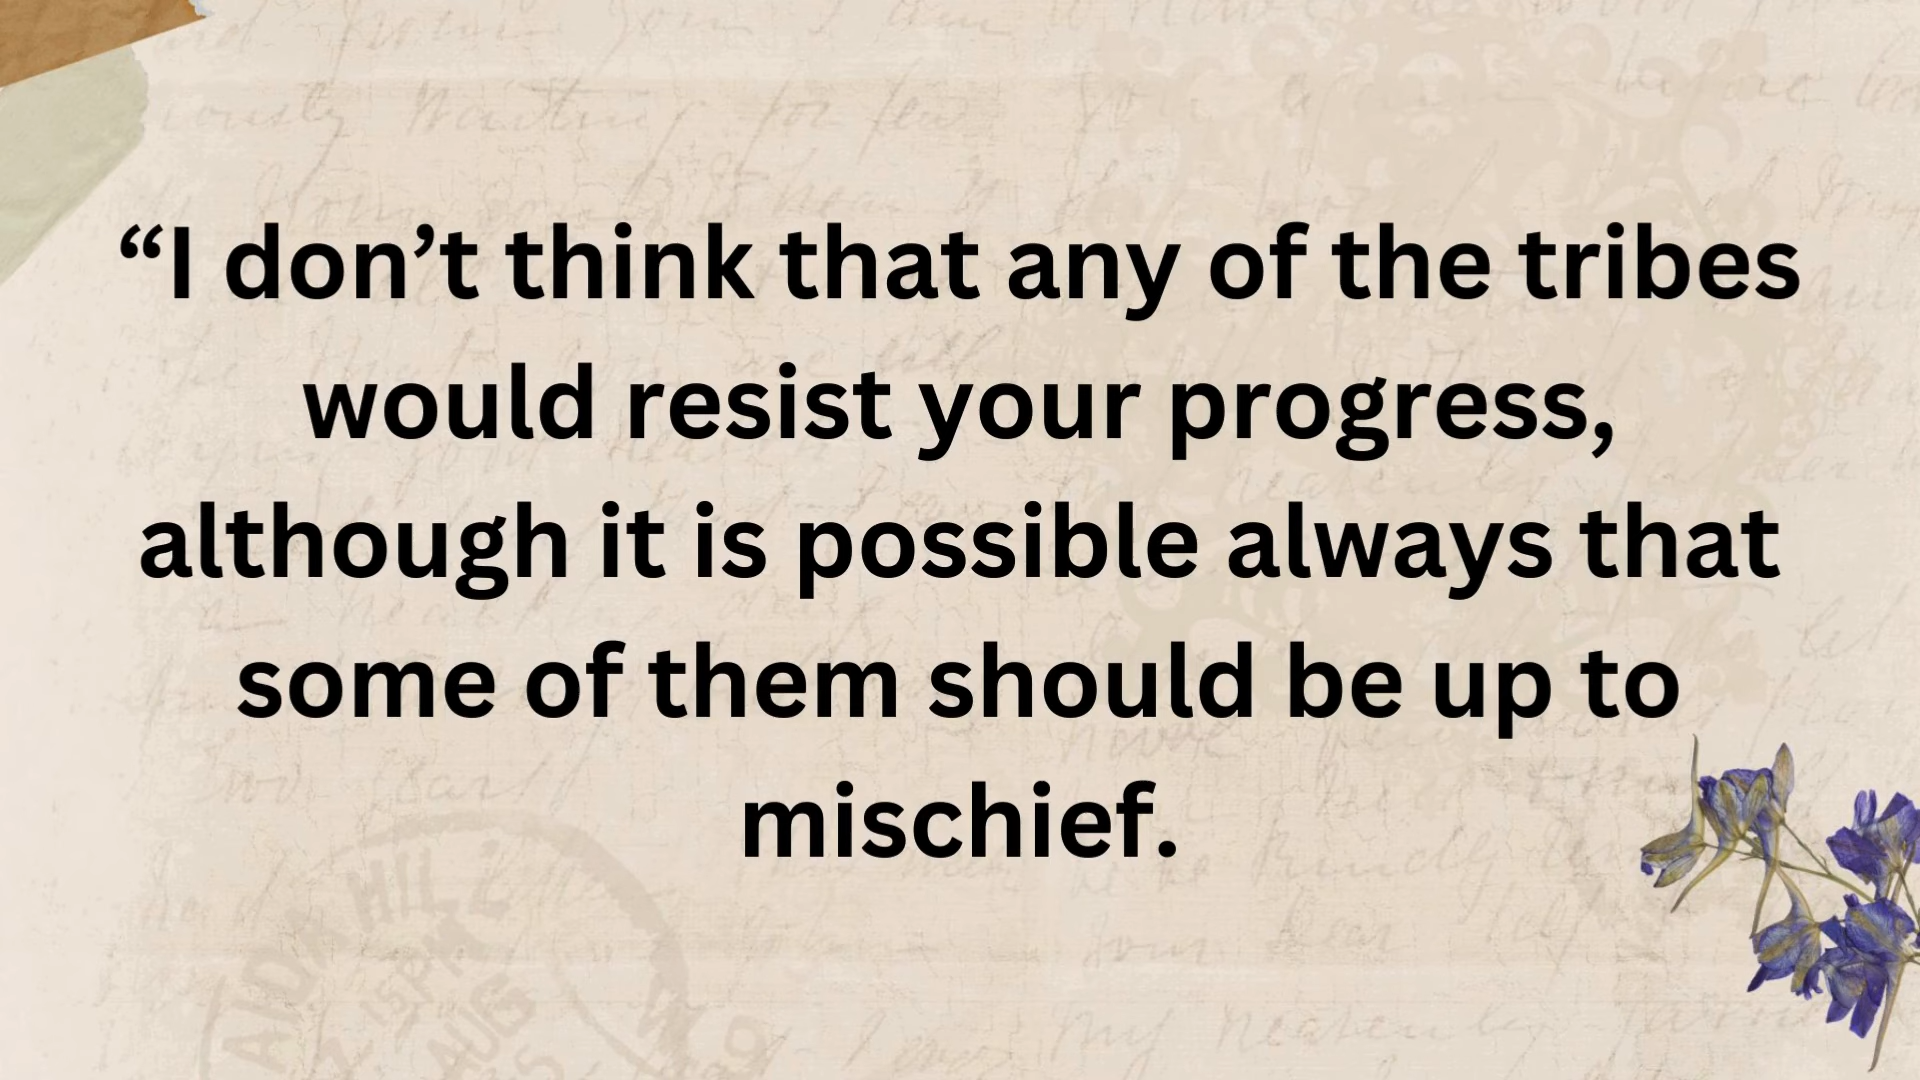 “I don’t think that any of the tribes
would resist your progress,
although it is possible always that
some of them should be up to
mischief.